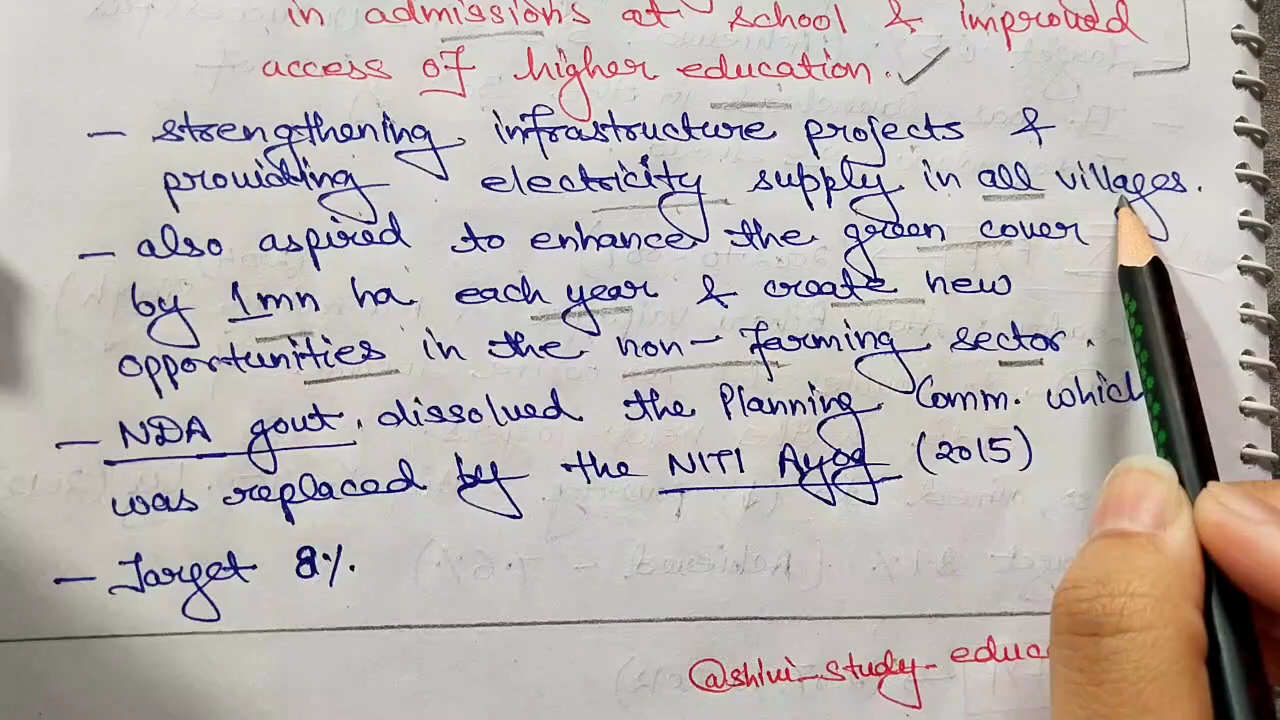 in admissions at school & improved
access of higher education.
- strengthening infrastructure projects &
providing electricity supply in all villages.
- also aspired to enhance the green cover
by 1mn ha each year & create new
opportunities in the non-farming sector.
- NDA govt. dissolved the Planning Comm. which
was replaced by the NITI Ayog (2015)
- Target 8%.
@shivi_study_educ